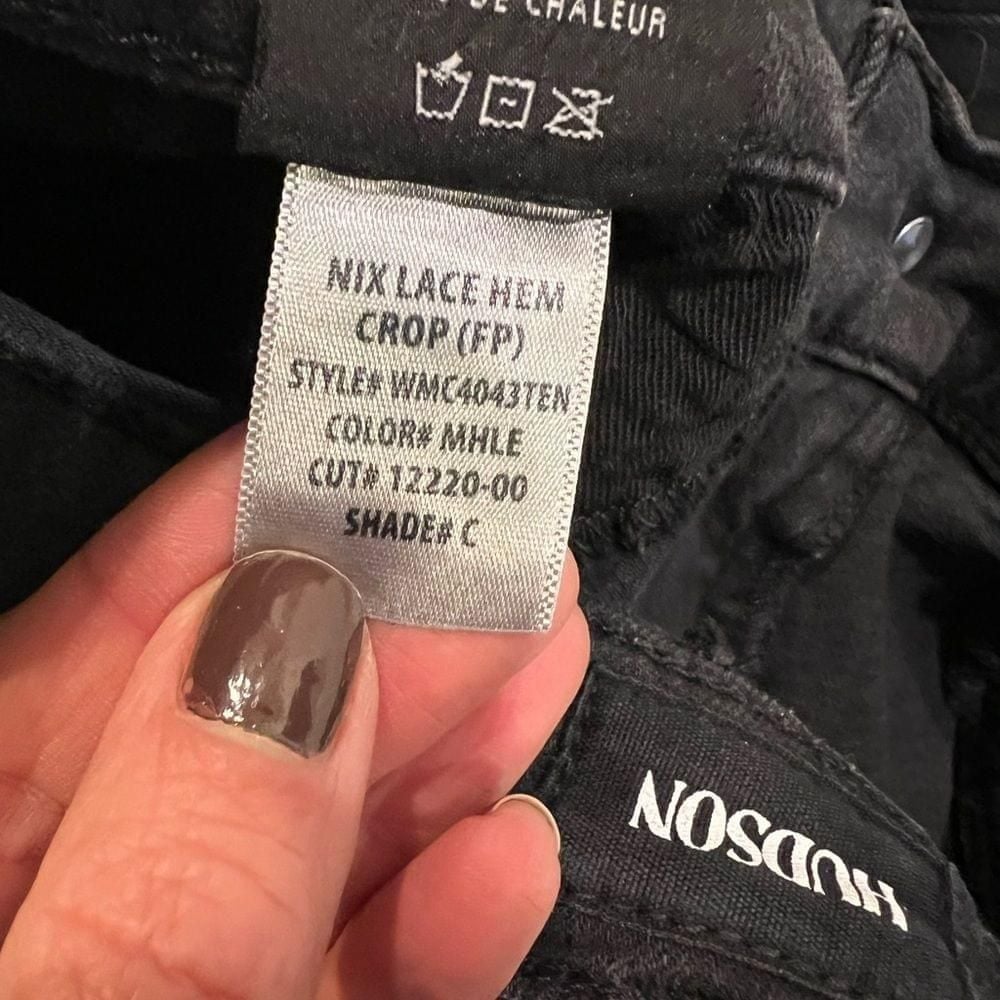 DE CHALEUR
NIX LACE HEM
CROP (FP)
STYLE# WMC4043TEN
COLOR# MHLE
CUT# 12220-00
SHADE# C
HUDSON